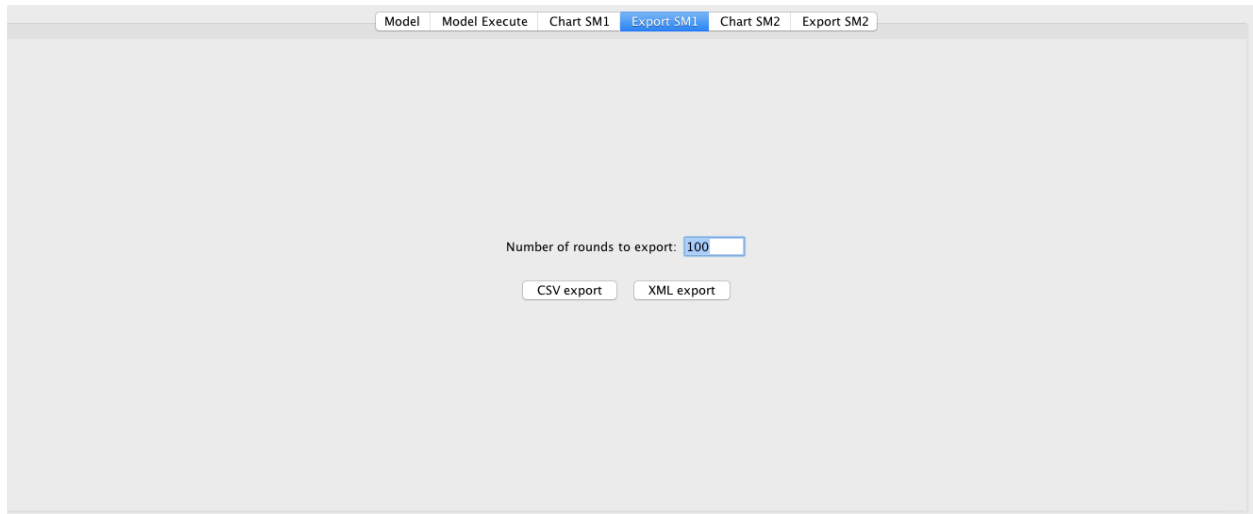 Model Model Execute Chart SM1 Export SM1 Chart SM2 Export SM2
Number of rounds to export: 100
CSV export XML export